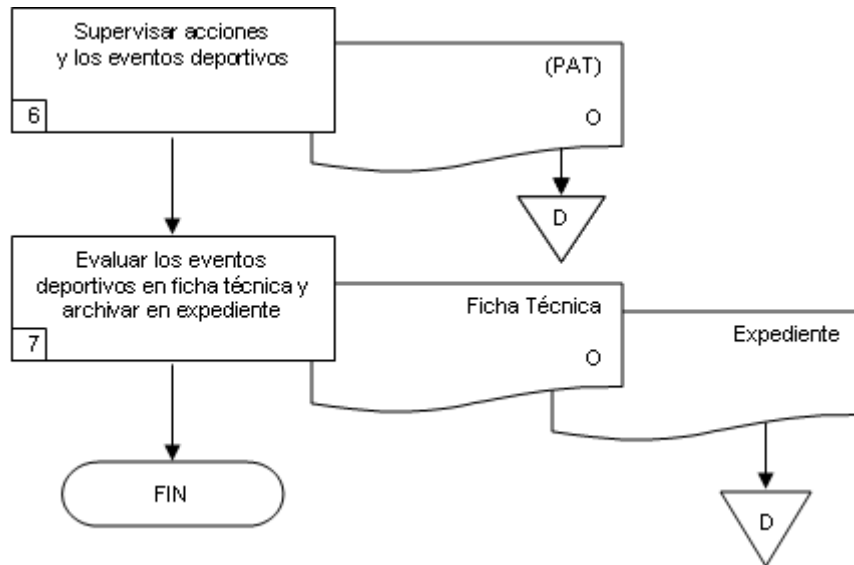 Supervisar acciones
y los eventos deportivos
6
(PAT)
O
D
Evaluar los eventos
deportivos en ficha técnica y
archivar en expediente
7
Ficha Técnica
O
Expediente
D
FIN